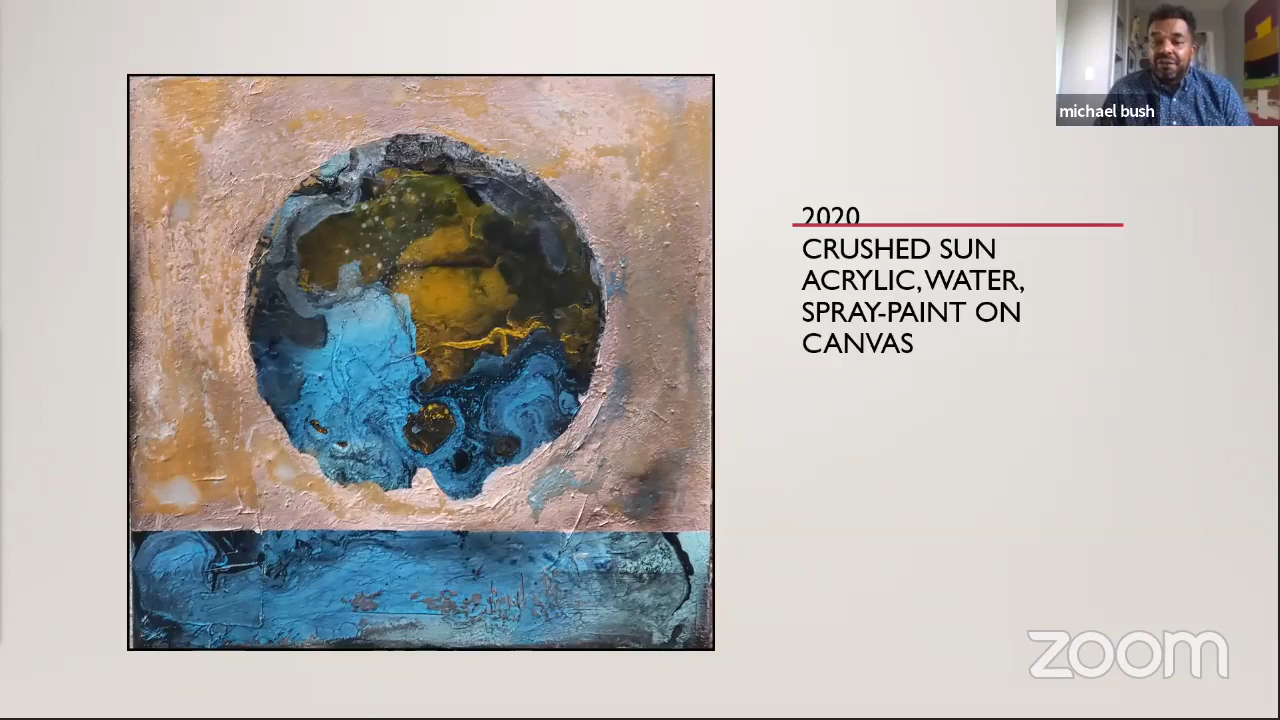 michael bush
2020
CRUSHED SUN
ACRYLIC, WATER,
SPRAY-PAINT ON
CANVAS
zoom